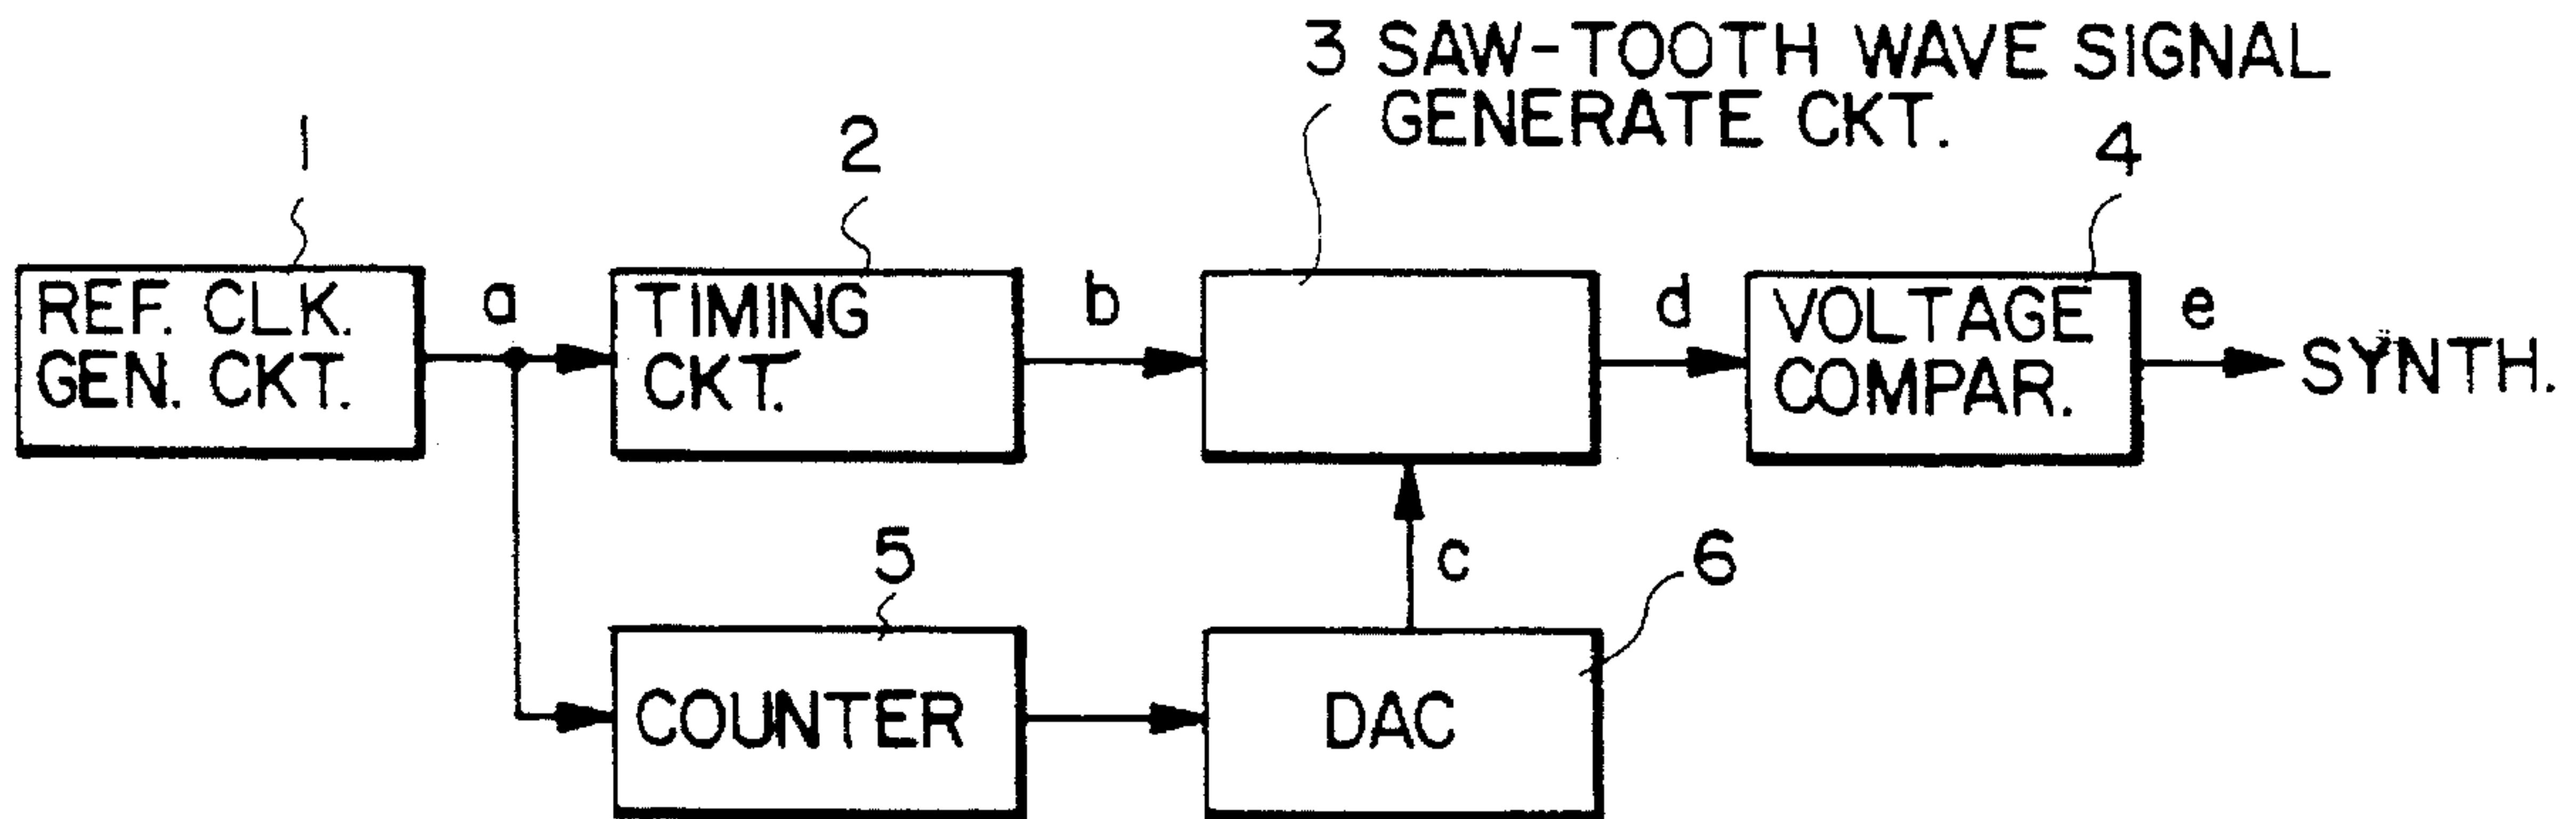 3 SAW-TOOTH WAVE SIGNAL
GENERATE CKT.
1
2
4
REF. CLK.
GEN. CKT.
a
TIMING
CKT.
b
d
VOLTAGE
COMPAR.
e
SYNTH.
5
c
6
COUNTER
DAC